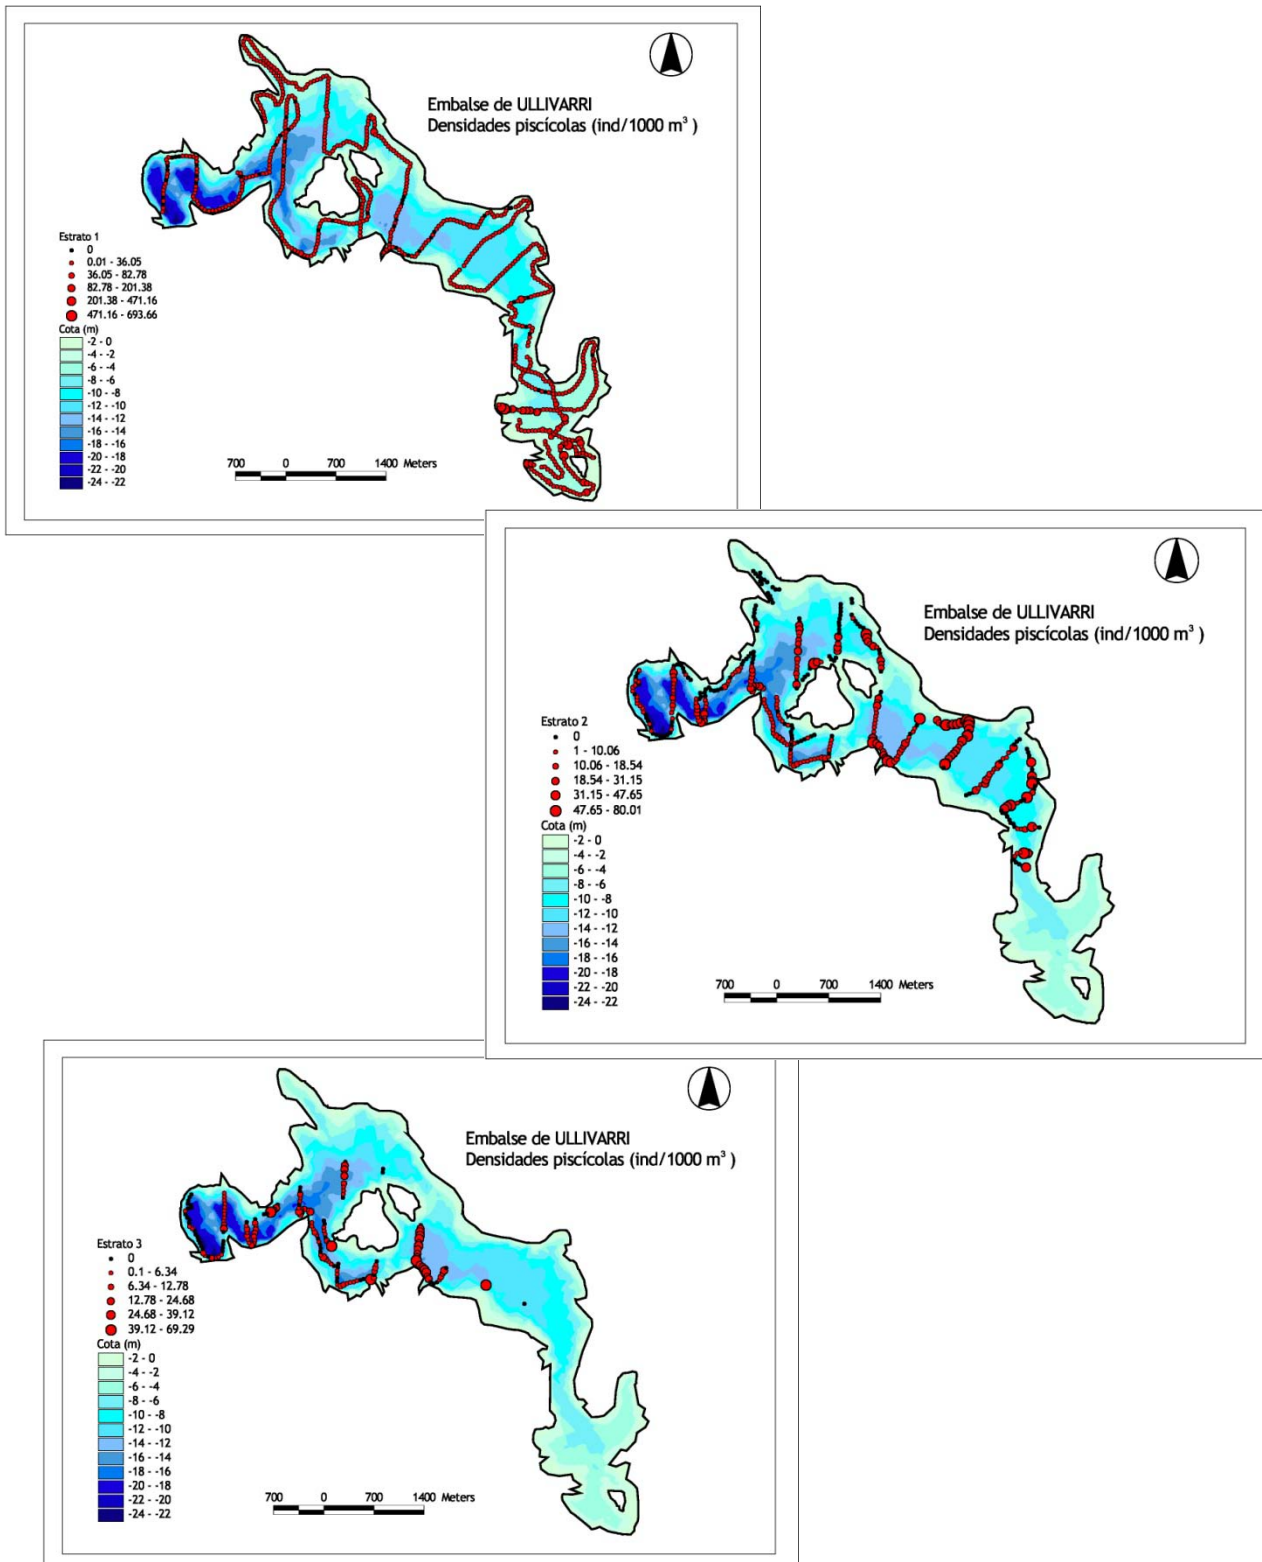 Embalse de ULLIVARRI
Densidades piscícolas (ind/1000 m³ )
Estrato 1
0
0.01 - 36.05
36.05 - 82.78
82.78 - 201.38
201.38 - 471.16
471.16 - 693.66
Cota (m)
-2 - 0
-4 - -2
-6 - -4
-8 - -6
-10 - -8
-12 - -10
-14 - -12
-16 - -14
-18 - -16
-20 - -18
-22 - -20
-24 - -22
700 0 700 1400 Meters
Embalse de ULLIVARRI
Densidades piscícolas (ind/1000 m³ )
Estrato 2
0
1 - 10.06
10.06 - 18.54
18.54 - 31.15
31.15 - 47.65
47.65 - 80.01
Cota (m)
-2 - 0
-4 - -2
-6 - -4
-8 - -6
-10 - -8
-12 - -10
-14 - -12
-16 - -14
-18 - -16
-20 - -18
-22 - -20
-24 - -22
700 0 700 1400 Meters
Embalse de ULLIVARRI
Densidades piscícolas (ind/1000 m³ )
Estrato 3
0
0.1 - 6.34
6.34 - 12.78
12.78 - 24.68
24.68 - 39.12
39.12 - 69.29
Cota (m)
-2 - 0
-4 - -2
-6 - -4
-8 - -6
-10 - -8
-12 - -10
-14 - -12
-16 - -14
-18 - -16
-20 - -18
-22 - -20
-24 - -22
700 0 700 1400 Meters